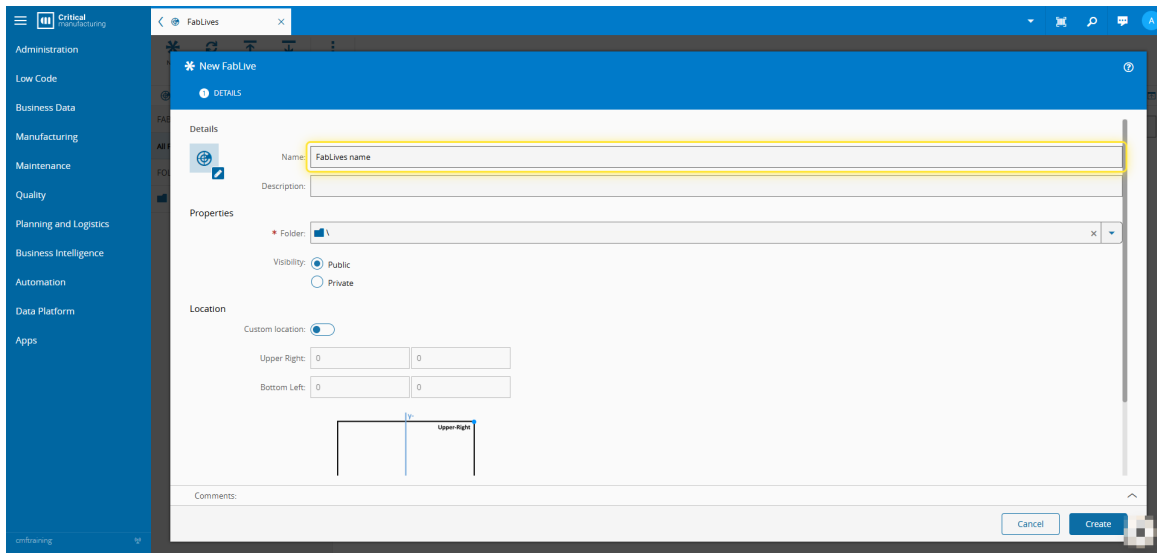 Critical
manufacturing
FabLives
A
Administration
Low Code
Business Data
Manufacturing
Maintenance
Quality
Planning and Logistics
Business Intelligence
Automation
Data Platform
Apps
cmftraining
New FabLive
1 DETAILS
Details
Name: FabLives name
Description:
Properties
* Folder: \
Visibility: Public
Private
Location
Custom location:
Upper Right: 0 0
Bottom Left: 0 0
Y-
Upper-Right
Comments:
Cancel Create